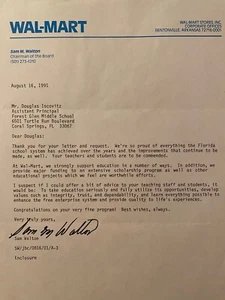 WAL-MART
WAL-MART STORES, INC.
CORPORATE OFFICES
BENTONVILLE, ARKANSAS 72716-0001
Sam M. Walton
Chairman of the Board
(501) 273-4210
August 16, 1991
Mr. Douglas
Assistant Principal
Forest Glen Middle School
6501 Turtle Run Boulevard
Coral Springs, FL 33067
Dear Douglas,
Thank you for your letter and request. We're so proud of everything the Florida
school system has achieved over the years and the improvements that continue to be
made, as well. Your teachers and students are to be commended.
At Wal-Mart, we strongly support education in a number of ways. In addition, we
provide major funding to an extensive scholarship program as well as other
educational projects which we feel are worthwhile efforts.
I suspect if I could offer a bit of advice to your teaching staff and students, it
would be: To take education seriously and fully utilize its opportunities, develop
values such as integrity, trust, and dependability, and learn everything possible to
enhance the free enterprise system and provide quality to life's experiences.
Congratulations on your very fine program! Best wishes, always.
Very truly yours,
Sam M Walton
Sam Walton
Enclosure